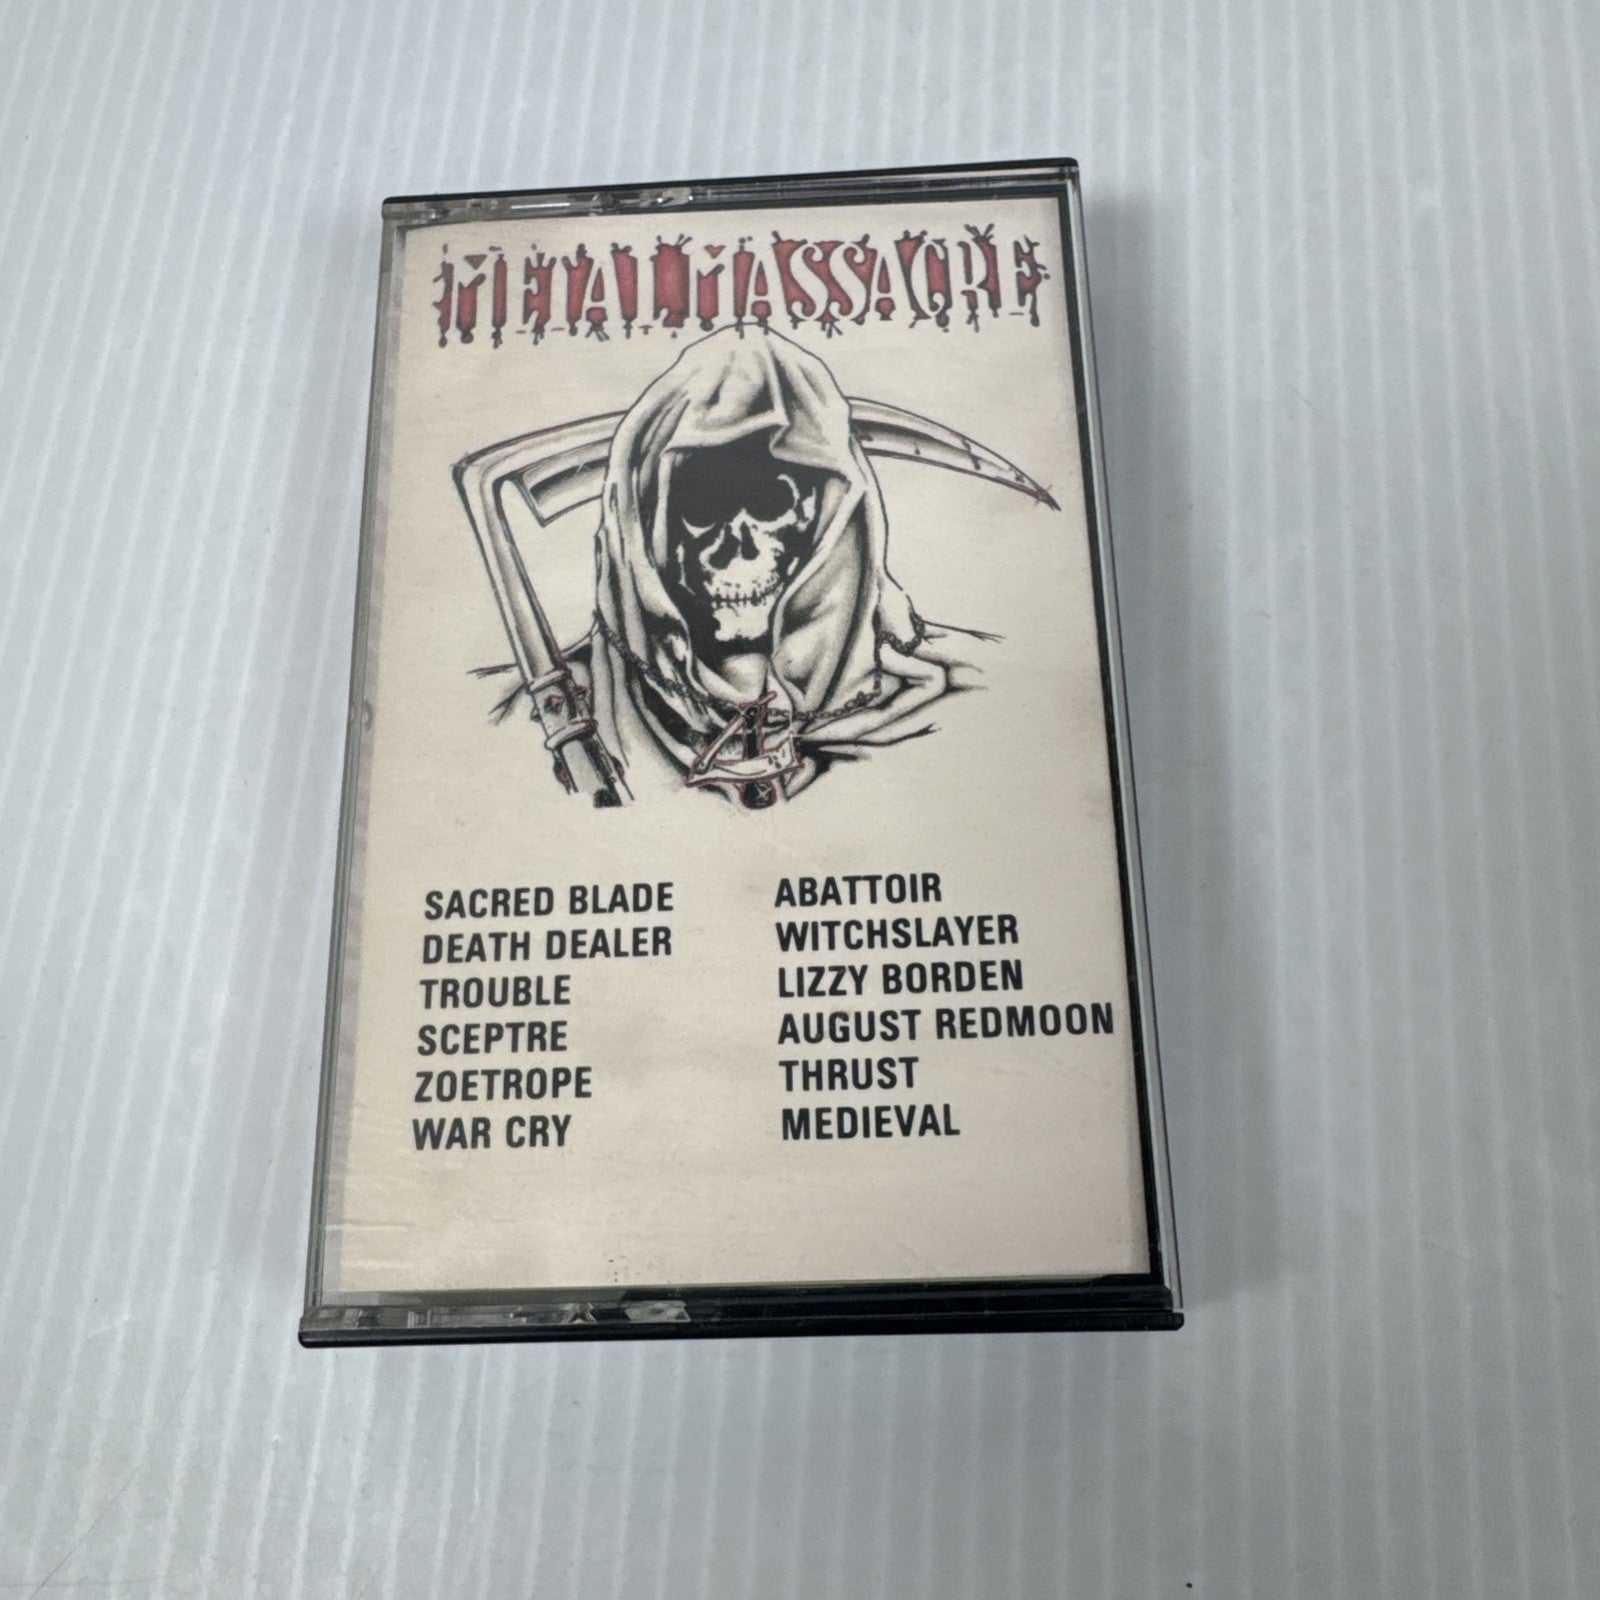 METAL MASSACRE
SACRED BLADE
DEATH DEALER
TROUBLE
SCEPTRE
ZOETROPE
WAR CRY
ABATTOIR
WITCHSLAYER
LIZZY BORDEN
AUGUST REDMOON
THRUST
MEDIEVAL